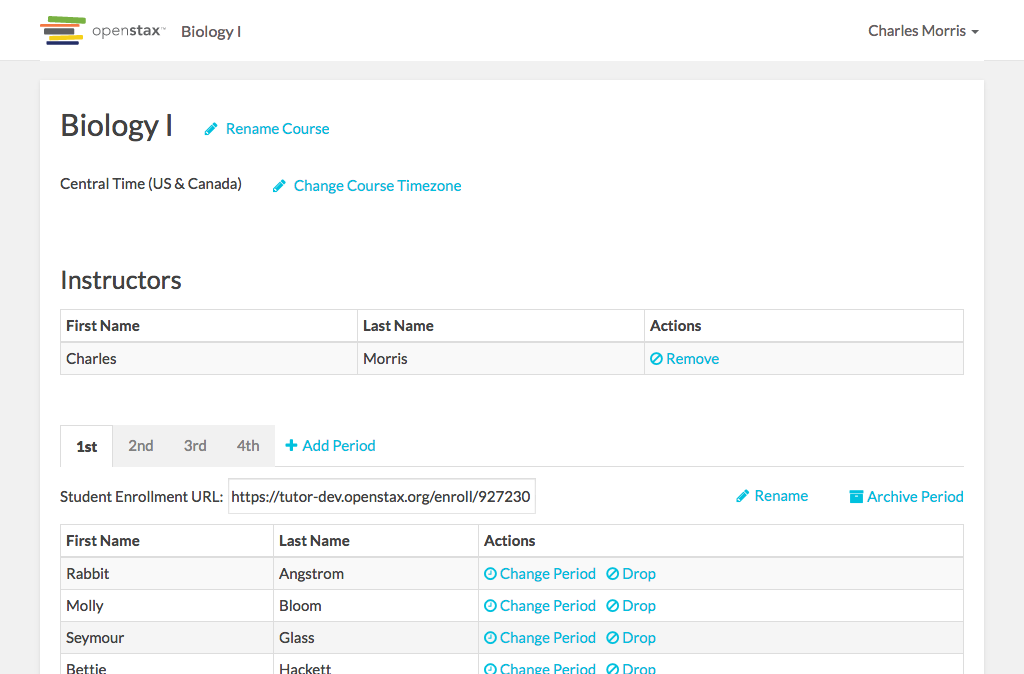 openstax™ Biology I Charles Morris
Biology I Rename Course
Central Time (US & Canada) Change Course Timezone
Instructors
First Name Last Name Actions
Charles Morris Remove
1st 2nd 3rd 4th Add Period
Student Enrollment URL: https://tutor-dev.openstax.org/enroll/927230 Rename Archive Period
First Name Last Name Actions
Rabbit Angstrom Change Period Drop
Molly Bloom Change Period Drop
Seymour Glass Change Period Drop
Bettie Hackett Change Period Drop